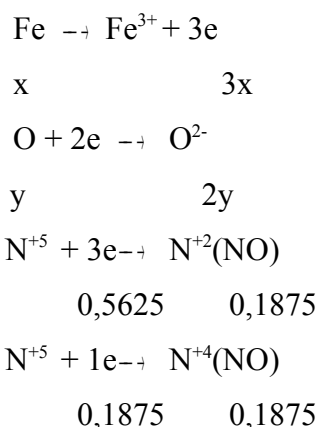 Fe → Fe³⁺ + 3e
x 3x
O + 2e → O²⁻
y 2y
N⁺⁵ + 3e→ N⁺²(NO)
0,5625 0,1875
N⁺⁵ + 1e→ N⁺⁴(NO)
0,1875 0,1875